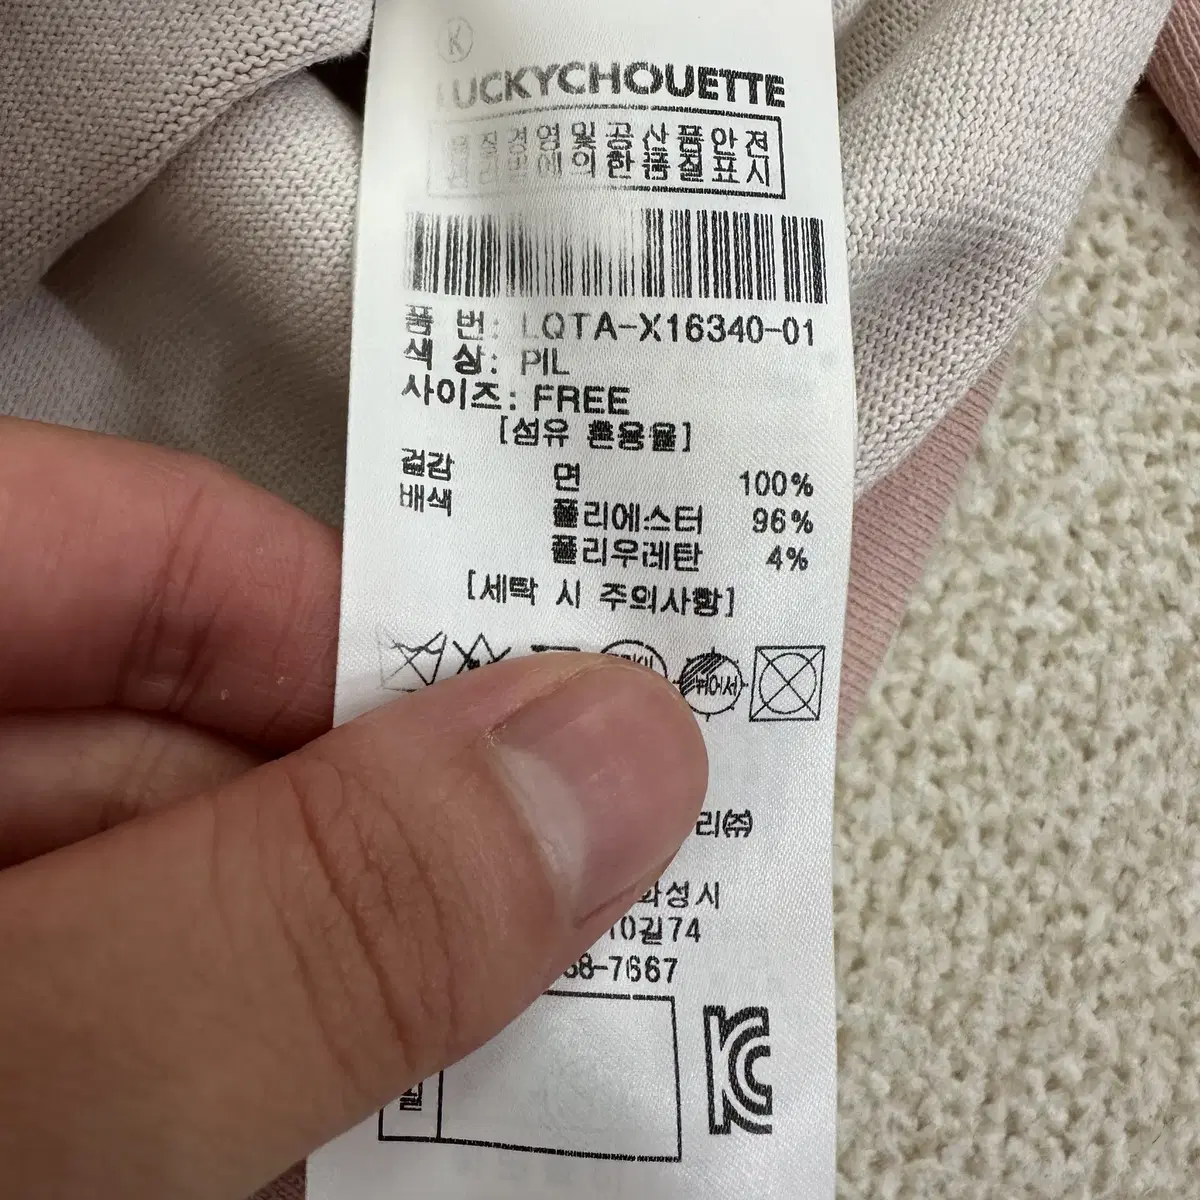 K
LUCKYCHOUETTE
품질경영및공산품안전
관리법에의한품질표시
품 번: LQTA-X16340-01
색 상: PIL
사이즈: FREE
[섬유 혼용율]
겉감 면 100%
배색 폴리에스터 96%
폴리우레탄 4%
[세탁 시 주의사항]
뀌어서
리㈜
화성시
10길74
68-7667